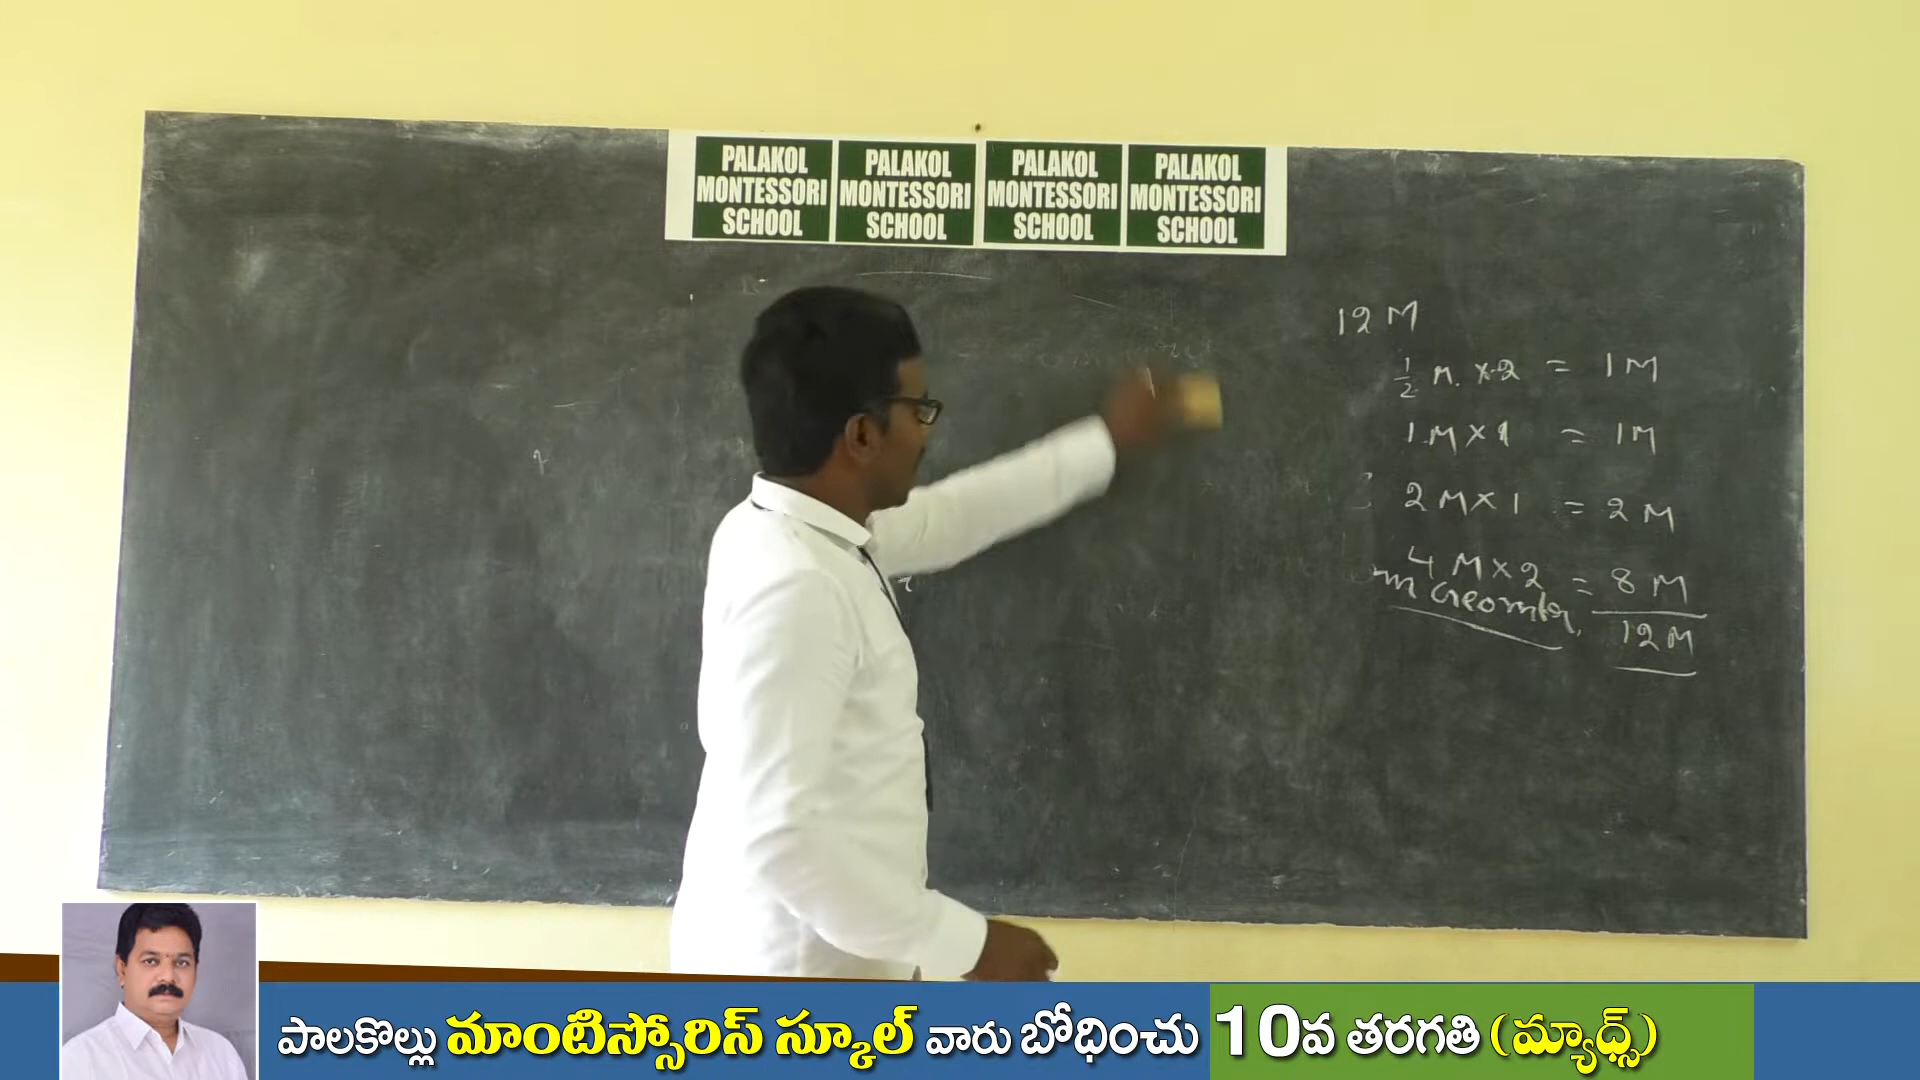 PALAKOL MONTESSORI SCHOOL
PALAKOL MONTESSORI SCHOOL
PALAKOL MONTESSORI SCHOOL
PALAKOL MONTESSORI SCHOOL
12 M
1/2 M. × 2 = 1 M
1 M × 1 = 1 M
2 M × 1 = 2 M
4 M × 2 = 8 M
12 M
పాలకొల్లు మాంటిస్సోరిస్ స్కూల్ వారు బోధించు 10వ తరగతి (మ్యాధ్స్)